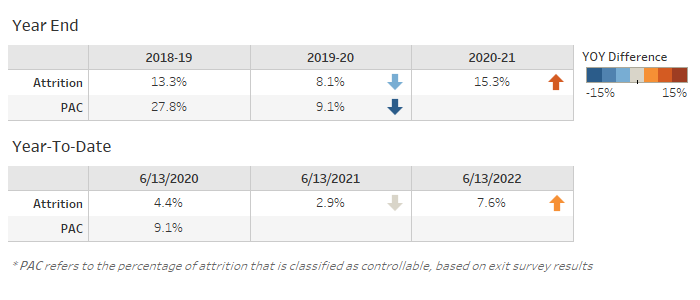 Year End
2018-19 2019-20 2020-21
Attrition 13.3% 8.1% 15.3%
PAC 27.8% 9.1%
YOY Difference
-15% 15%
Year-To-Date
6/13/2020 6/13/2021 6/13/2022
Attrition 4.4% 2.9% 7.6%
PAC 9.1%
* PAC refers to the percentage of attrition that is classified as controllable, based on exit survey results